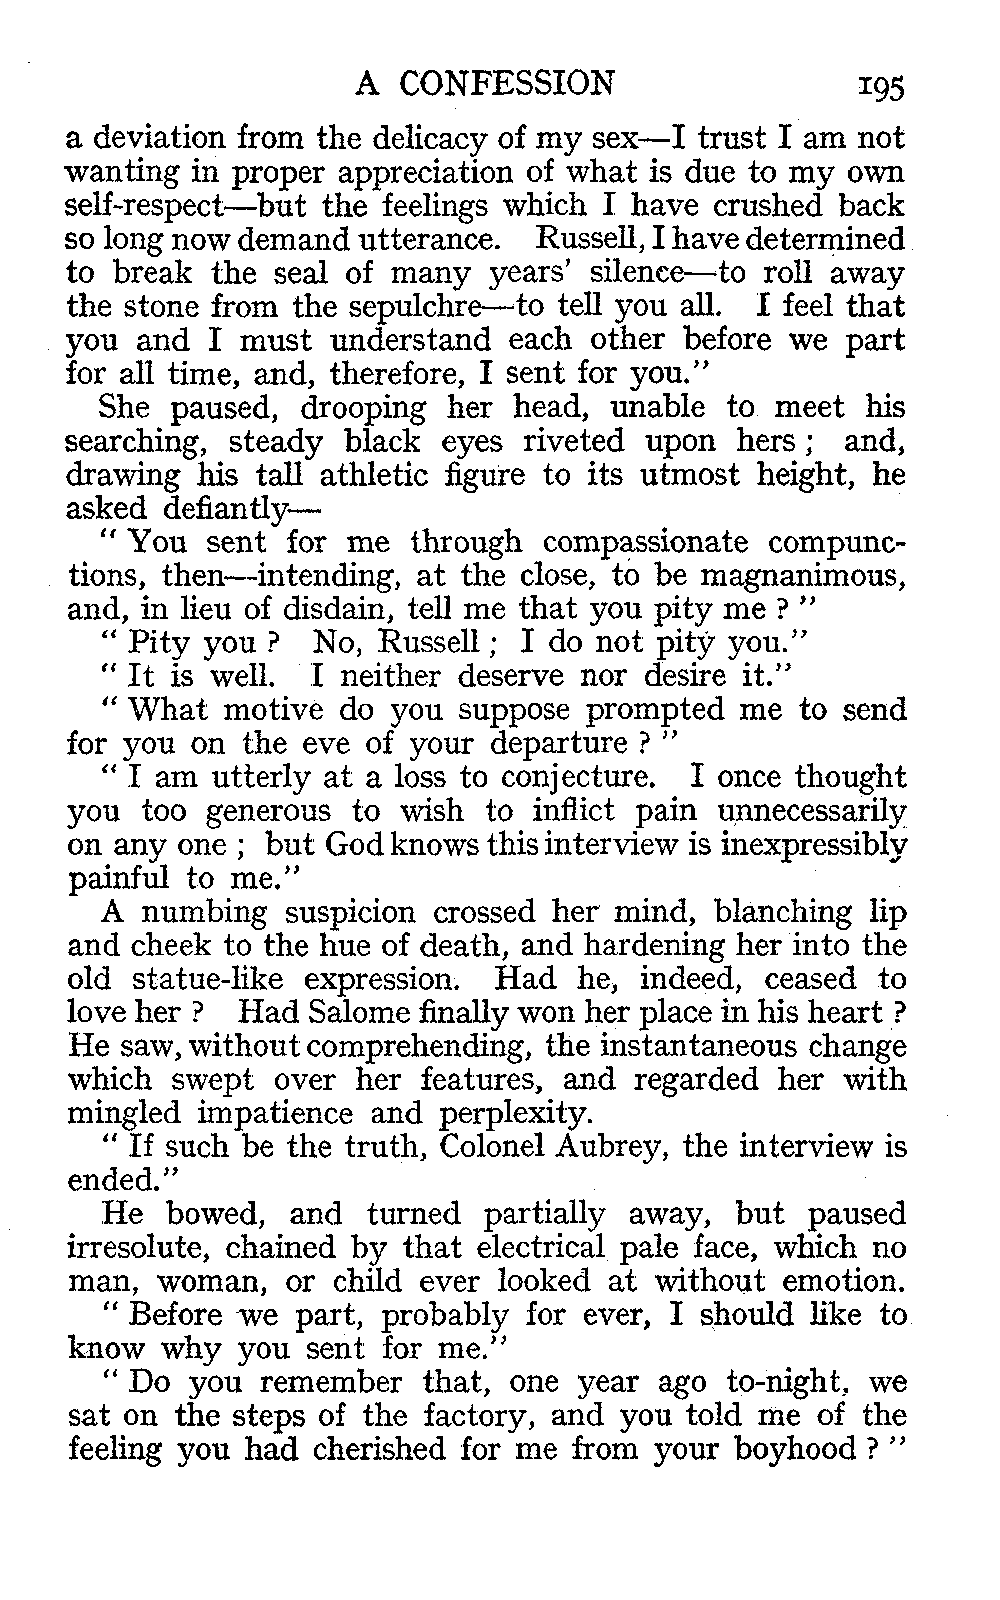 A CONFESSION 195
a deviation from the delicacy of my sex—I trust I am not
wanting in proper appreciation of what is due to my own
self-respect—but the feelings which I have crushed back
so long now demand utterance. Russell, I have determined
to break the seal of many years' silence—to roll away
the stone from the sepulchre—to tell you all. I feel that
you and I must understand each other before we part
for all time, and, therefore, I sent for you."
She paused, drooping her head, unable to meet his
searching, steady black eyes riveted upon hers ; and,
drawing his tall athletic figure to its utmost height, he
asked defiantly—
" You sent for me through compassionate compunc-
tions, then—intending, at the close, to be magnanimous,
and, in lieu of disdain, tell me that you pity me ? "
" Pity you ? No, Russell ; I do not pity you."
" It is well. I neither deserve nor desire it."
" What motive do you suppose prompted me to send
for you on the eve of your departure ? "
" I am utterly at a loss to conjecture. I once thought
you too generous to wish to inflict pain unnecessarily
on any one ; but God knows this interview is inexpressibly
painful to me."
A numbing suspicion crossed her mind, blanching lip
and cheek to the hue of death, and hardening her into the
old statue-like expression. Had he, indeed, ceased to
love her ? Had Salome finally won her place in his heart ?
He saw, without comprehending, the instantaneous change
which swept over her features, and regarded her with
mingled impatience and perplexity.
" If such be the truth, Colonel Aubrey, the interview is
ended."
He bowed, and turned partially away, but paused
irresolute, chained by that electrical pale face, which no
man, woman, or child ever looked at without emotion.
" Before we part, probably for ever, I should like to
know why you sent for me."
" Do you remember that, one year ago to-night, we
sat on the steps of the factory, and you told me of the
feeling you had cherished for me from your boyhood ? "